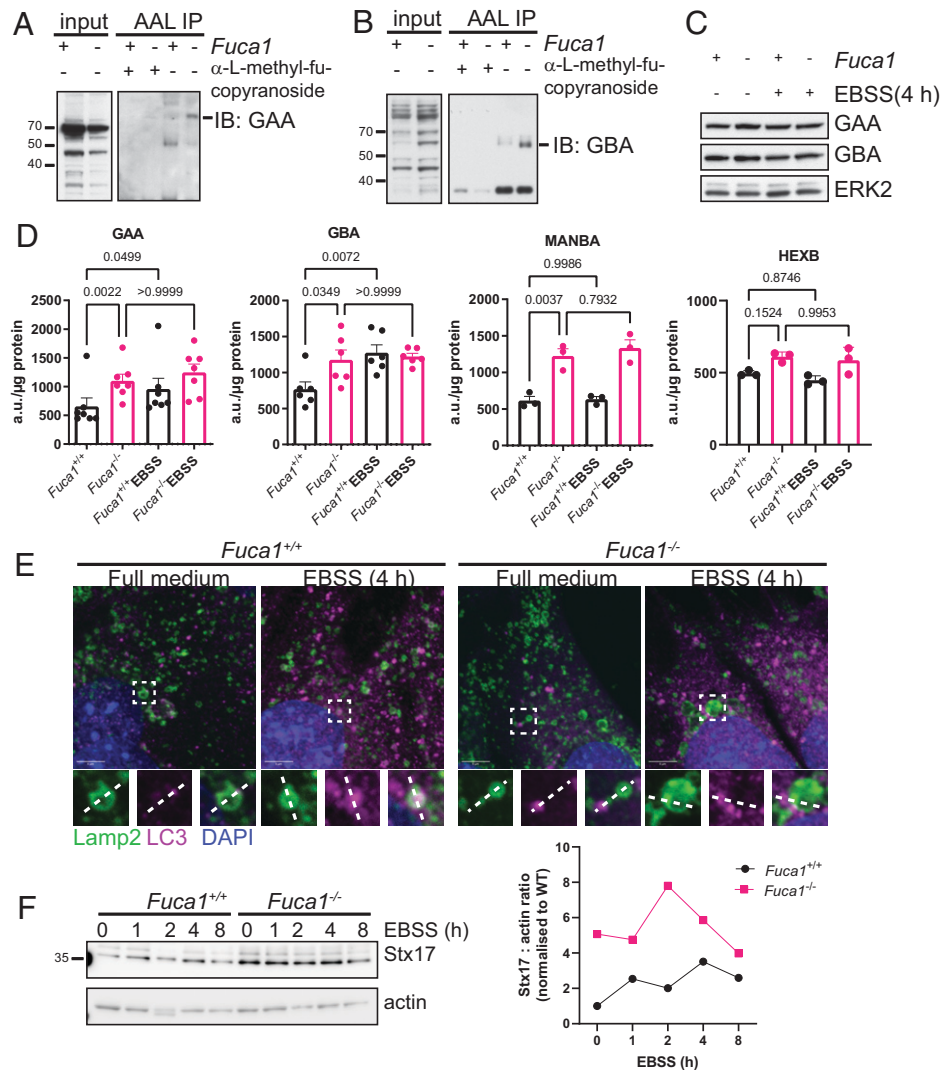 A
input AAL IP
+ - + - + - Fuca1
- - + + - - α-L-methyl-fu-
copyranoside
70
50
40
IB: GAA
B
input AAL IP
+ - + - + - Fuca1
- - + + - - α-L-methyl-fu-
copyranoside
70
50
40
IB: GBA
C
+ - + - Fuca1
- - + + EBSS(4 h)
GAA
GBA
ERK2
D
GAA
0.0499
0.0022 >0.9999
a.u./µg protein
2500
2000
1500
1000
500
0
Fuca1+/+
Fuca1-/-
Fuca1+/+EBSS
Fuca1-/-EBSS
GBA
0.0072
0.0349 >0.9999
a.u./µg protein
2000
1500
1000
500
0
Fuca1+/+
Fuca1-/-
Fuca1+/+EBSS
Fuca1-/-EBSS
MANBA
0.9986
0.0037 0.7932
a.u./µg protein
2000
1500
1000
500
0
Fuca1+/+
Fuca1-/-
Fuca1+/+EBSS
Fuca1-/-EBSS
HEXB
0.8746
0.1524 0.9953
a.u./µg protein
1000
500
0
Fuca1+/+
Fuca1-/-
Fuca1+/+EBSS
Fuca1-/-EBSS
E
Fuca1+/+ Fuca1-/-
Full medium EBSS (4 h) Full medium EBSS (4 h)
Lamp2 LC3 DAPI
F
Fuca1+/+ Fuca1-/-
0 1 2 4 8 0 1 2 4 8 EBSS (h)
35
Stx17
actin
Stx17 : actin ratio
(normalised to WT)
10
8
6
4
2
0
0 1 2 4 8
EBSS (h)
Fuca1+/+
Fuca1-/-